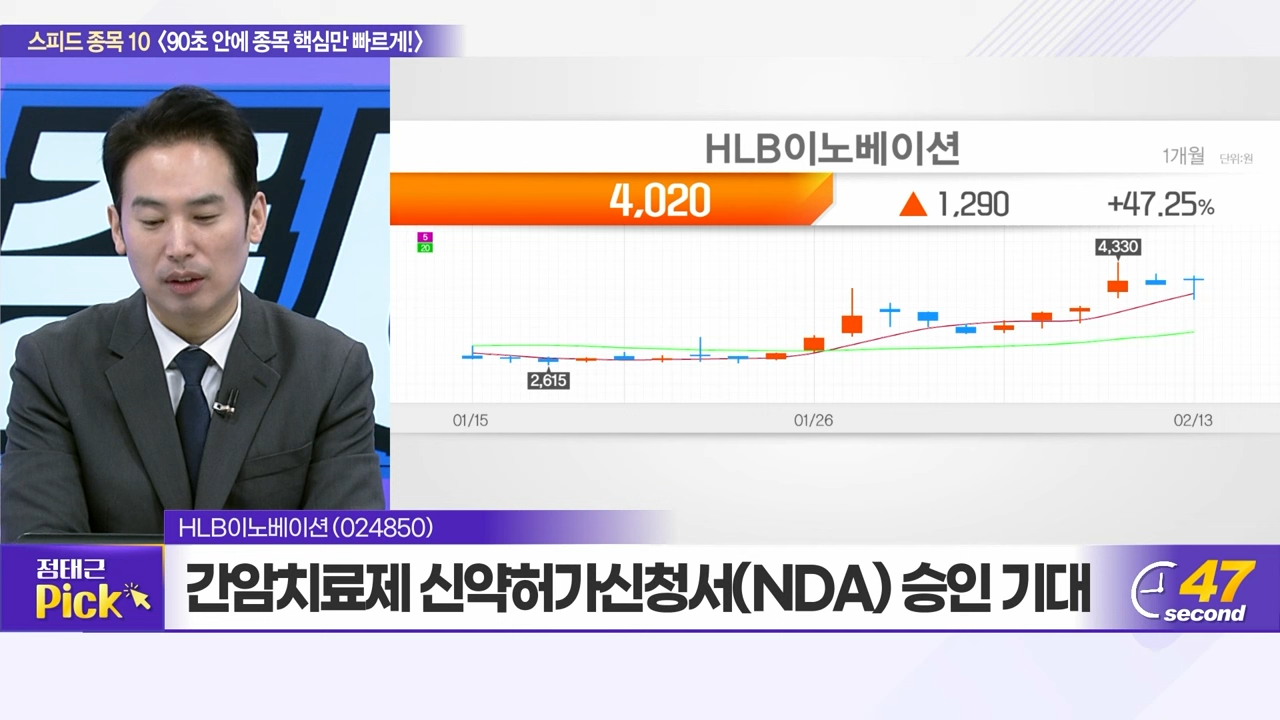 스피드 종목 10 〈90초 안에 종목 핵심만 빠르게!〉
HLB이노베이션
1개월 단위:원
4,020 ▲ 1,290 +47.25%
5
20
4,330
2,615
01/15 01/26 02/13
HLB이노베이션(024850)
정태근
Pick
간암치료제 신약허가신청서(NDA) 승인 기대
47
second